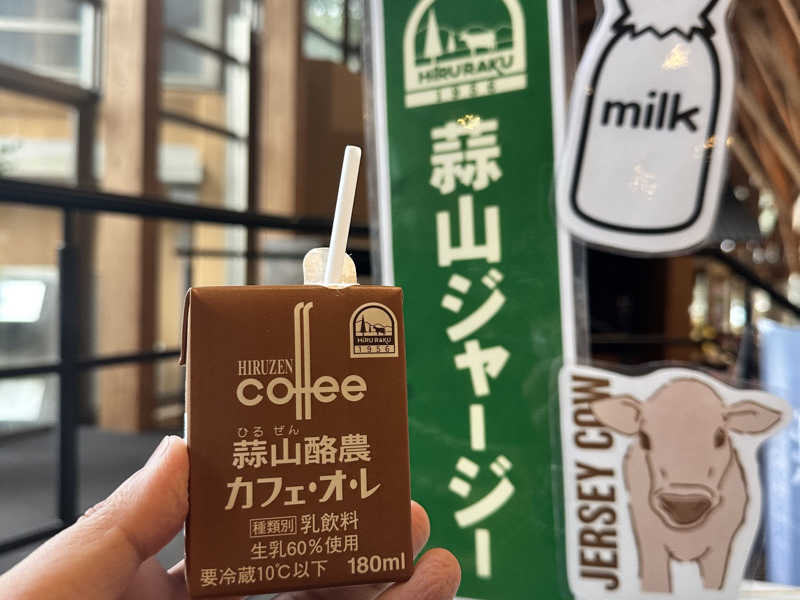 HIRURAKU
1956
蒜山ジャージー
milk
JERSEY COW
HIRUZEN
coffee
HIRURAKU
1956
ひる ぜん
蒜山酪農
カフェ・オ・レ
種類別 乳飲料
生乳60%使用
要冷蔵10℃以下 180ml